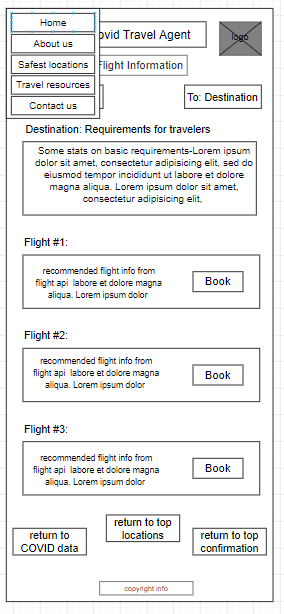 Home
About us
Safest locations
Travel resources
Contact us
ovid Travel Agent
logo
Flight Information
To: Destination
Destination: Requirements for travelers
Some stats on basic requirements-Lorem ipsum
dolor sit amet, consectetur adipisicing elit, sed do
eiusmod tempor incididunt ut labore et dolore
magna aliqua. Lorem ipsum dolor sit amet,
consectetur adipisicing elit,
Flight #1:
recommended flight info from
flight api labore et dolore magna
aliqua. Lorem ipsum dolor
Book
Flight #2:
recommended flight info from
flight api labore et dolore magna
aliqua. Lorem ipsum dolor
Book
Flight #3:
recommended flight info from
flight api labore et dolore magna
aliqua. Lorem ipsum dolor
Book
return to
COVID data
return to top
locations
return to top
confirmation
copyright info